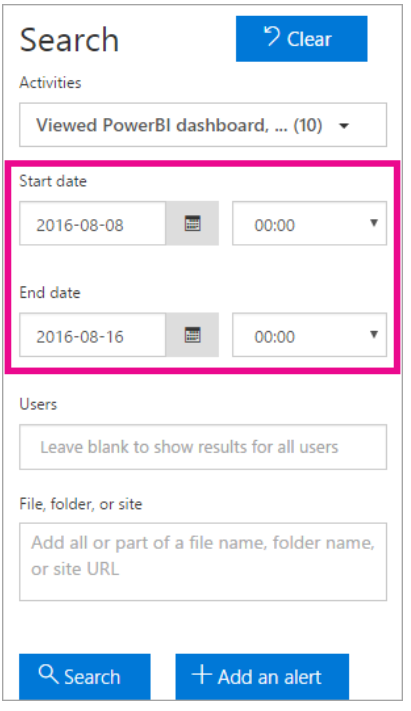 Search
Clear
Activities
Viewed PowerBI dashboard, ... (10)
Start date
2016-08-08
00:00
End date
2016-08-16
00:00
Users
Leave blank to show results for all users
File, folder, or site
Add all or part of a file name, folder name,
or site URL
Search
Add an alert